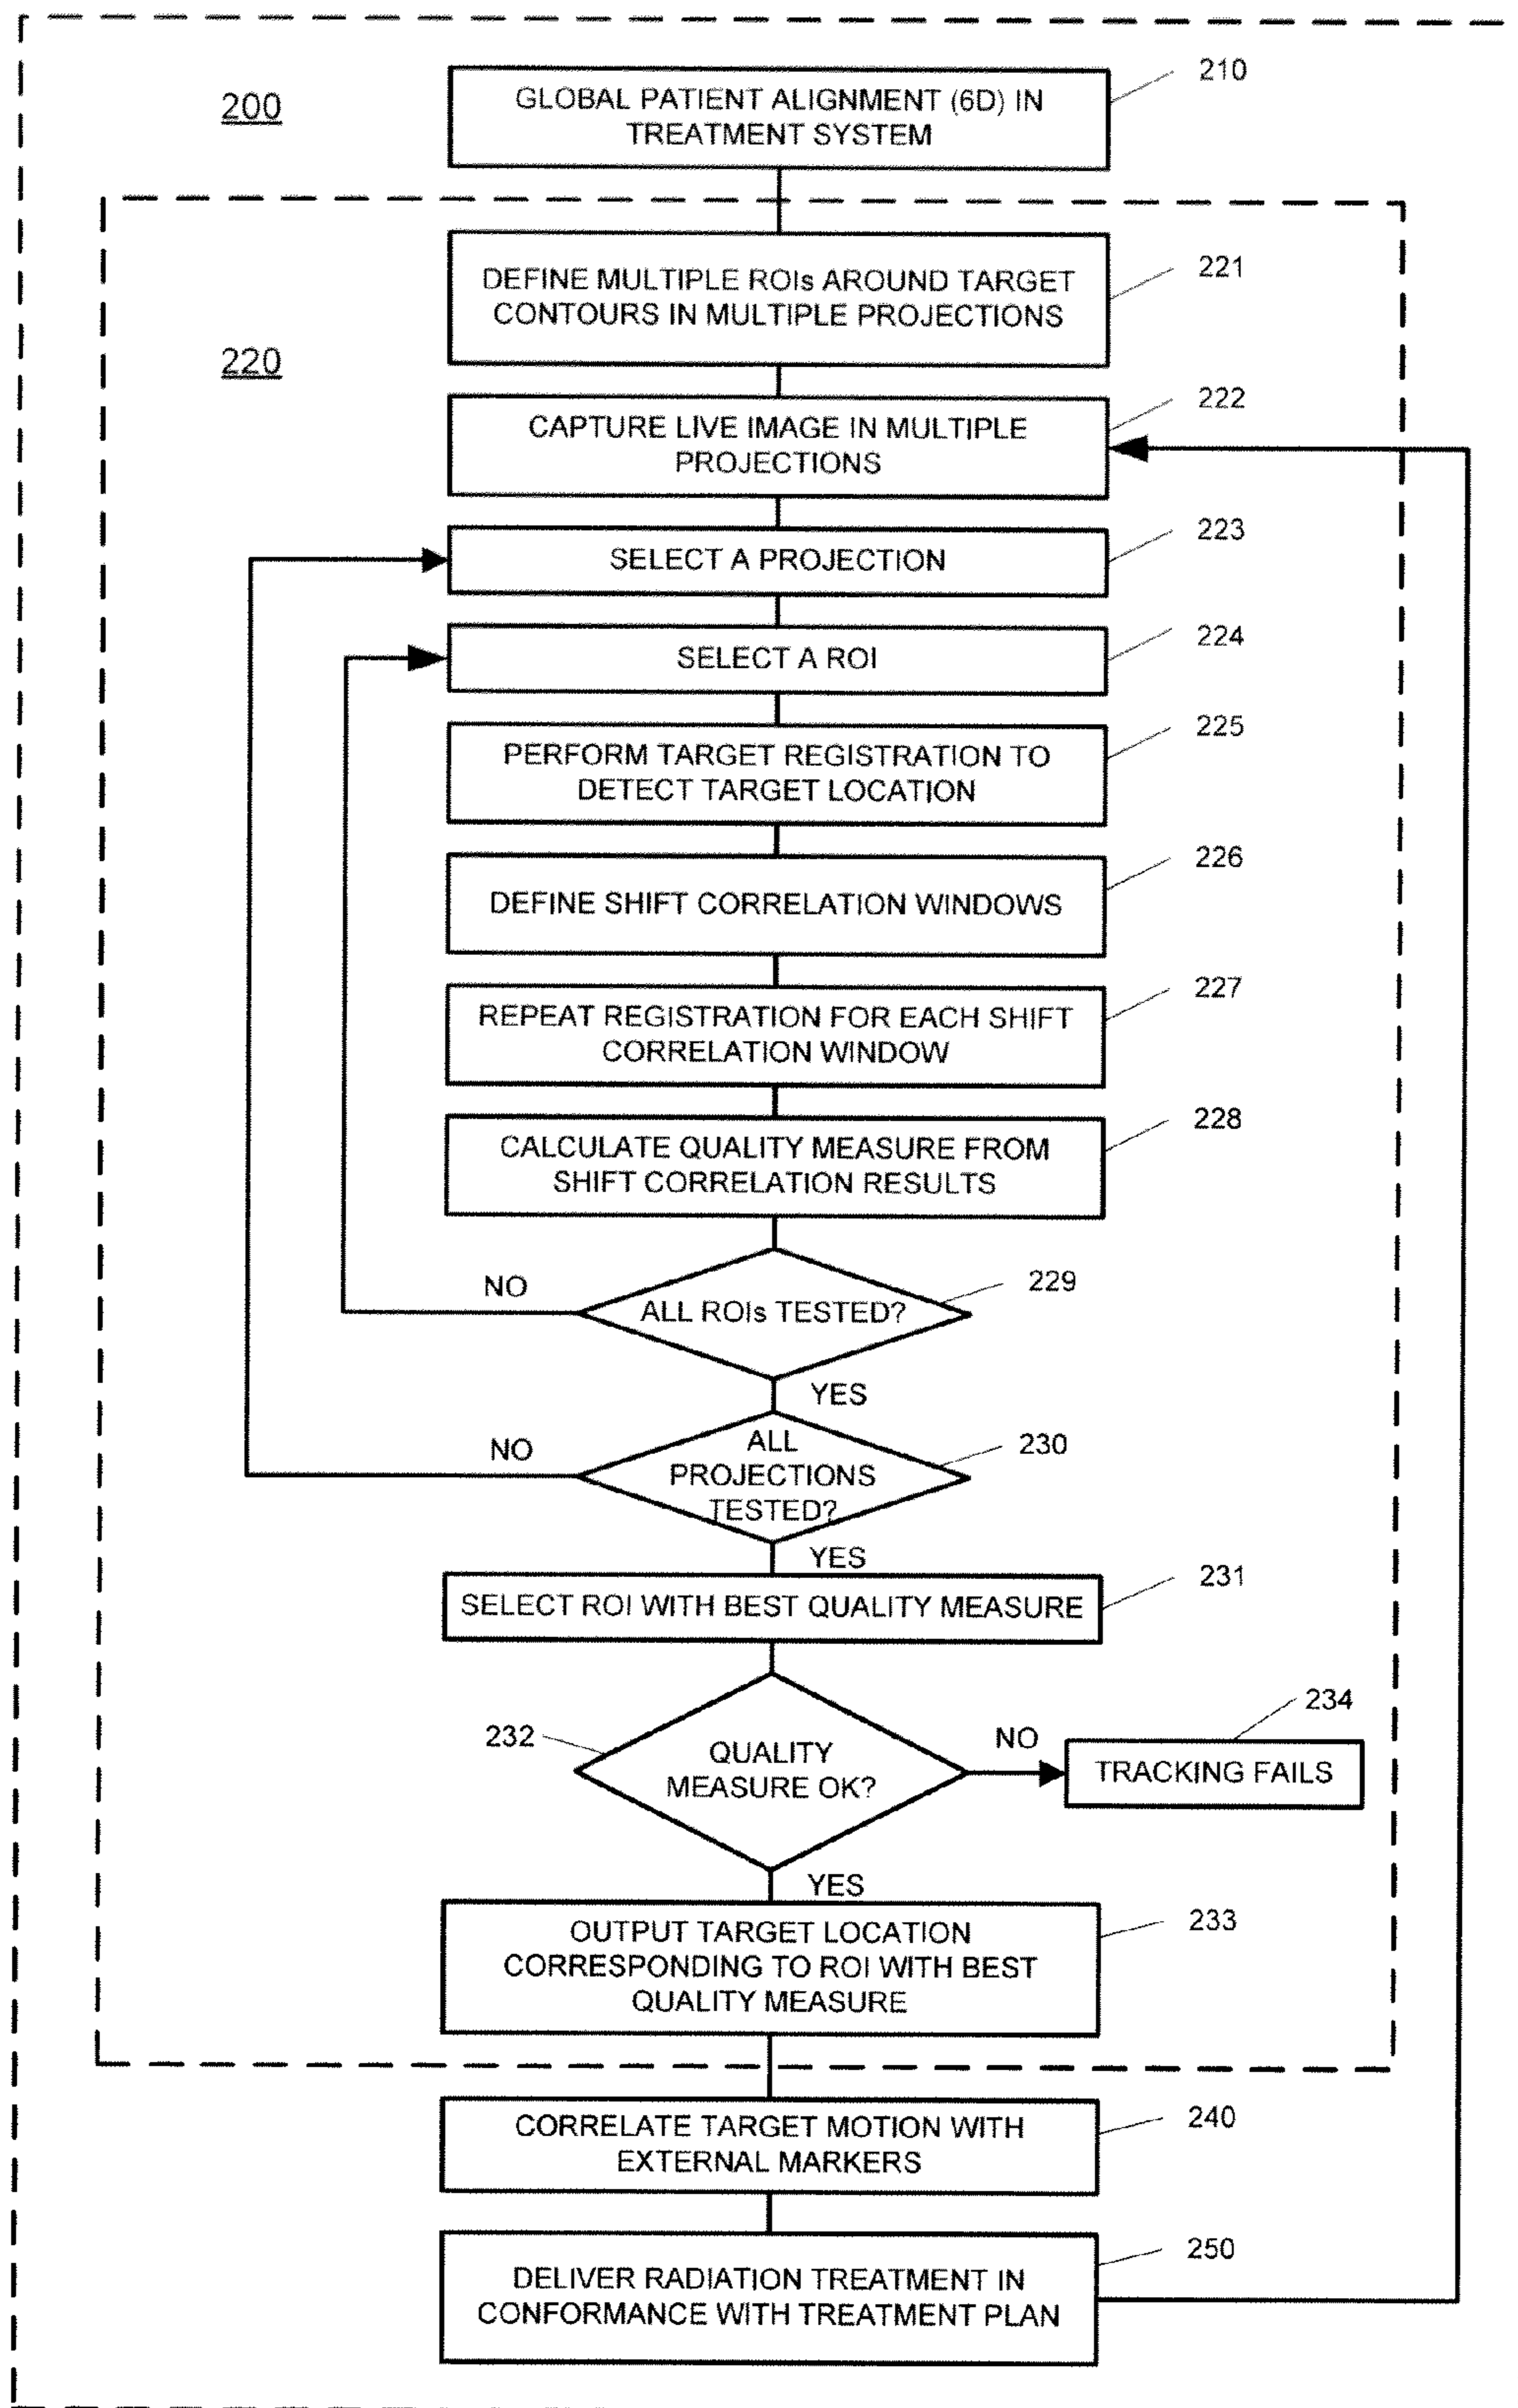 200
210
GLOBAL PATIENT ALIGNMENT (6D) IN
TREATMENT SYSTEM
220
221
DEFINE MULTIPLE ROIs AROUND TARGET
CONTOURS IN MULTIPLE PROJECTIONS
222
CAPTURE LIVE IMAGE IN MULTIPLE
PROJECTIONS
223
SELECT A PROJECTION
224
SELECT A ROI
225
PERFORM TARGET REGISTRATION TO
DETECT TARGET LOCATION
226
DEFINE SHIFT CORRELATION WINDOWS
227
REPEAT REGISTRATION FOR EACH SHIFT
CORRELATION WINDOW
228
CALCULATE QUALITY MEASURE FROM
SHIFT CORRELATION RESULTS
229
NO
ALL ROIs TESTED?
YES
230
NO
ALL
PROJECTIONS
TESTED?
YES
231
SELECT ROI WITH BEST QUALITY MEASURE
232
QUALITY
MEASURE OK?
NO
234
TRACKING FAILS
YES
233
OUTPUT TARGET LOCATION
CORRESPONDING TO ROI WITH BEST
QUALITY MEASURE
240
CORRELATE TARGET MOTION WITH
EXTERNAL MARKERS
250
DELIVER RADIATION TREATMENT IN
CONFORMANCE WITH TREATMENT PLAN